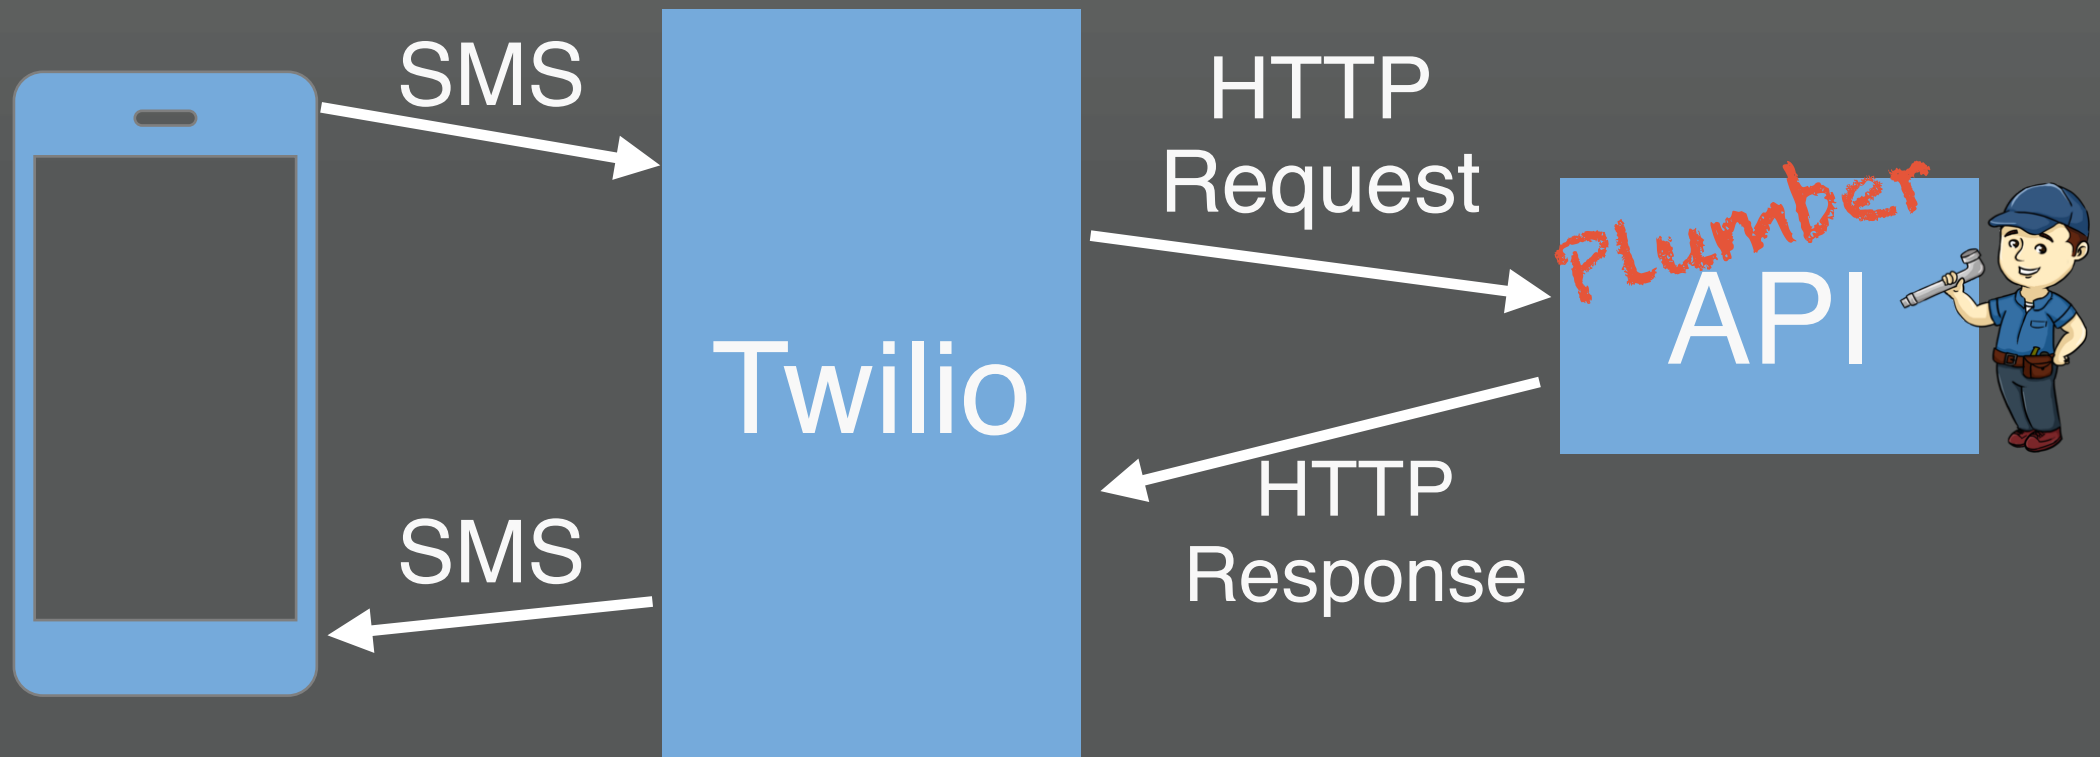 SMS
HTTP
Request
Plumber
API
Twilio
HTTP
Response
SMS